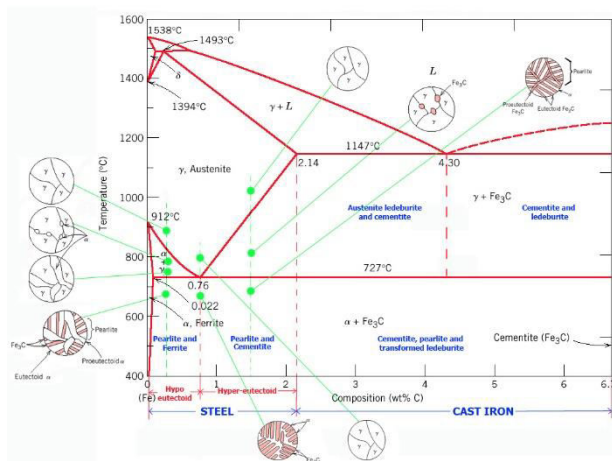 1600
1538°C
1493°C
1400
δ
1394°C
L
γ + L
Fe₃C
Pearlite
Proeutectoid
Fe₃C
Eutectoid Fe₃C
1200
1147°C
2.14
4.30
γ, Austenite
Temperature (°C)
1000
γ + Fe₃C
Austenite ledeburite
and cementite
Cementite and
ledeburite
912°C
800
α
+
γ
727°C
0.76
0.022
α, Ferrite
600
α + Fe₃C
Fe₃C
Pearlite
Proeutectoid α
Eutectoid α
Pearlite and
Ferrite
Pearlite and
Cementite
Cementite, pearlite and
transformed ledeburite
Cementite (Fe₃C)
400
Hypo
eutectoid
Hyper-eutectoid
0
(Fe)
1
2
3
4
5
6
Composition (wt% C)
STEEL
CAST IRON
α
Fe₃C